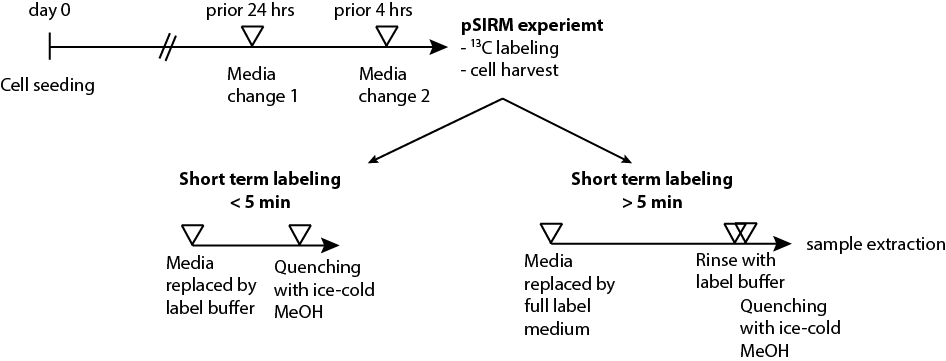 day 0
prior 24 hrs
prior 4 hrs
pSIRM experiemt
- ¹³C labeling
- cell harvest
Cell seeding
Media
change 1
Media
change 2
Short term labeling
< 5 min
Media
replaced by
label buffer
Quenching
with ice-cold
MeOH
Short term labeling
> 5 min
Media
replaced by
full label
medium
Rinse with
label buffer
Quenching
with ice-cold
MeOH
sample extraction